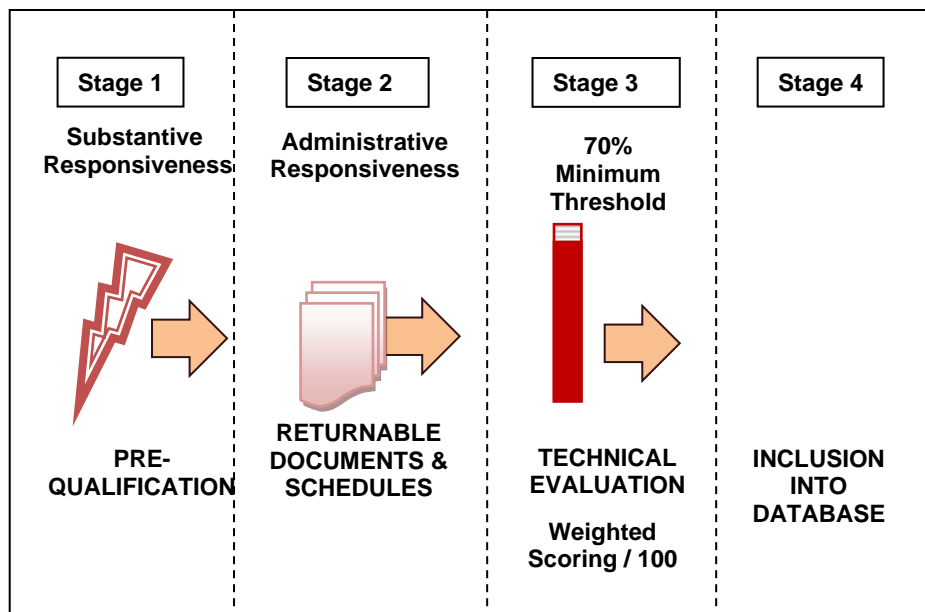 Stage 1
Substantive
Responsiveness
PRE-
QUALIFICATION
Stage 2
Administrative
Responsiveness
RETURNABLE
DOCUMENTS &
SCHEDULES
Stage 3
70%
Minimum
Threshold
TECHNICAL
EVALUATION
Weighted
Scoring / 100
Stage 4
INCLUSION
INTO
DATABASE